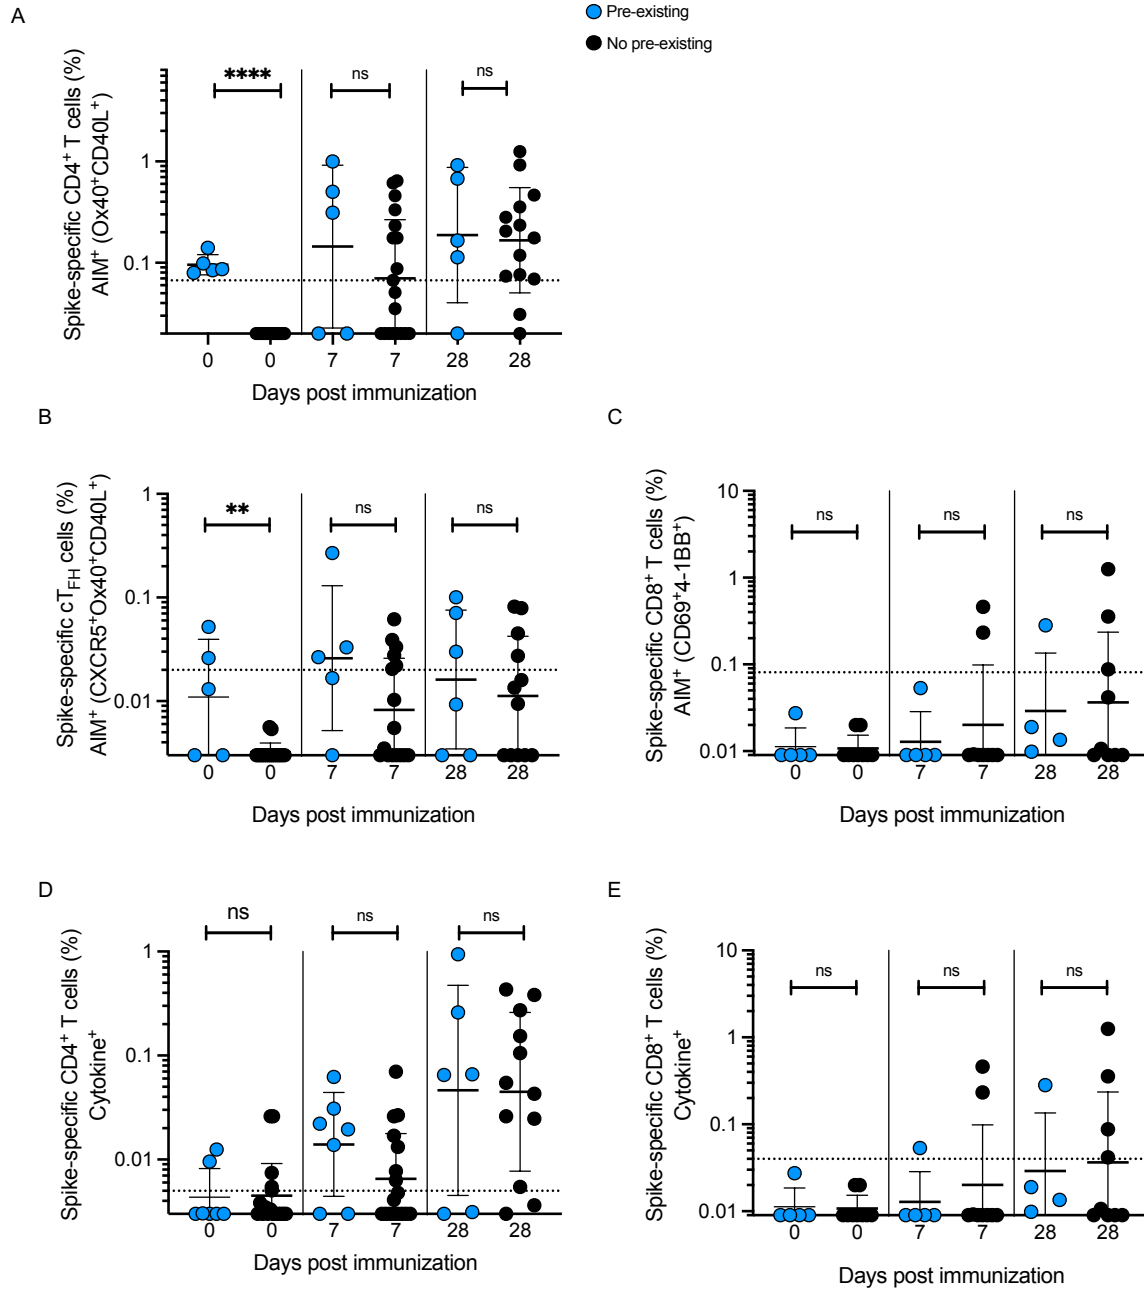 A
Pre-existing
No pre-existing
Spike-specific CD4+ T cells (%)
AIM+ (Ox40+CD40L+)
**** ns ns
1
0.1
0 0 7 7 28 28
Days post immunization
B
Spike-specific cTFH cells (%)
AIM+ (CXCR5+Ox40+CD40L+)
** ns ns
1
0.1
0.01
0 0 7 7 28 28
Days post immunization
C
Spike-specific CD8+ T cells (%)
AIM+ (CD69+4-1BB+)
ns ns ns
10
1
0.1
0.01
0 0 7 7 28 28
Days post immunization
D
Spike-specific CD4+ T cells (%)
Cytokine+
ns ns ns
1
0.1
0.01
0 0 7 7 28 28
Days post immunization
E
Spike-specific CD8+ T cells (%)
Cytokine+
ns ns ns
10
1
0.1
0.01
0 0 7 7 28 28
Days post immunization